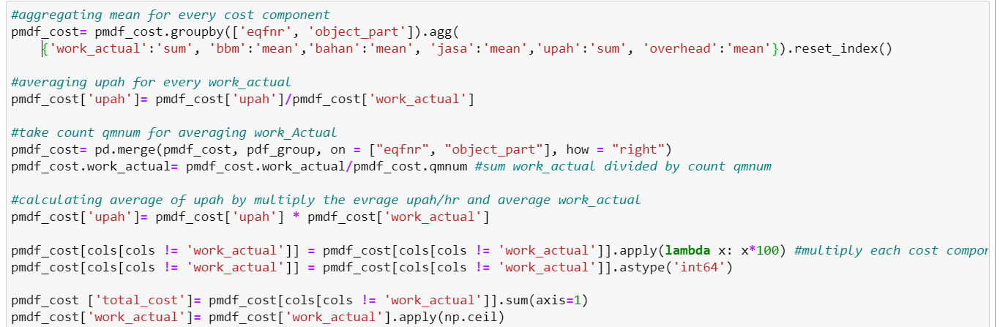 #aggregating mean for every cost component
pmdf_cost= pmdf_cost.groupby(['eqfnr', 'object_part']).agg(
    {'work_actual':'sum', 'bbm':'mean','bahan':'mean', 'jasa':'mean','upah':'sum', 'overhead':'mean'}).reset_index()
#averaging upah for every work_actual
pmdf_cost['upah']= pmdf_cost['upah']/pmdf_cost['work_actual']
#take count qmnum for averaging work_Actual
pmdf_cost= pd.merge(pmdf_cost, pdf_group, on = ["eqfnr", "object_part"], how = "right")
pmdf_cost.work_actual= pmdf_cost.work_actual/pmdf_cost.qmnum #sum work_actual divided by count qmnum
#calculating average of upah by multiply the evrage upah/hr and average work_actual
pmdf_cost['upah']= pmdf_cost['upah'] * pmdf_cost['work_actual']
pmdf_cost[cols[cols != 'work_actual']] = pmdf_cost[cols[cols != 'work_actual']].apply(lambda x: x*100) #multiply each cost
pmdf_cost[cols[cols != 'work_actual']] = pmdf_cost[cols[cols != 'work_actual']].astype('int64')
pmdf_cost ['total_cost']= pmdf_cost[cols[cols != 'work_actual']].sum(axis=1)
pmdf_cost['work_actual']= pmdf_cost['work_actual'].apply(np.ceil)